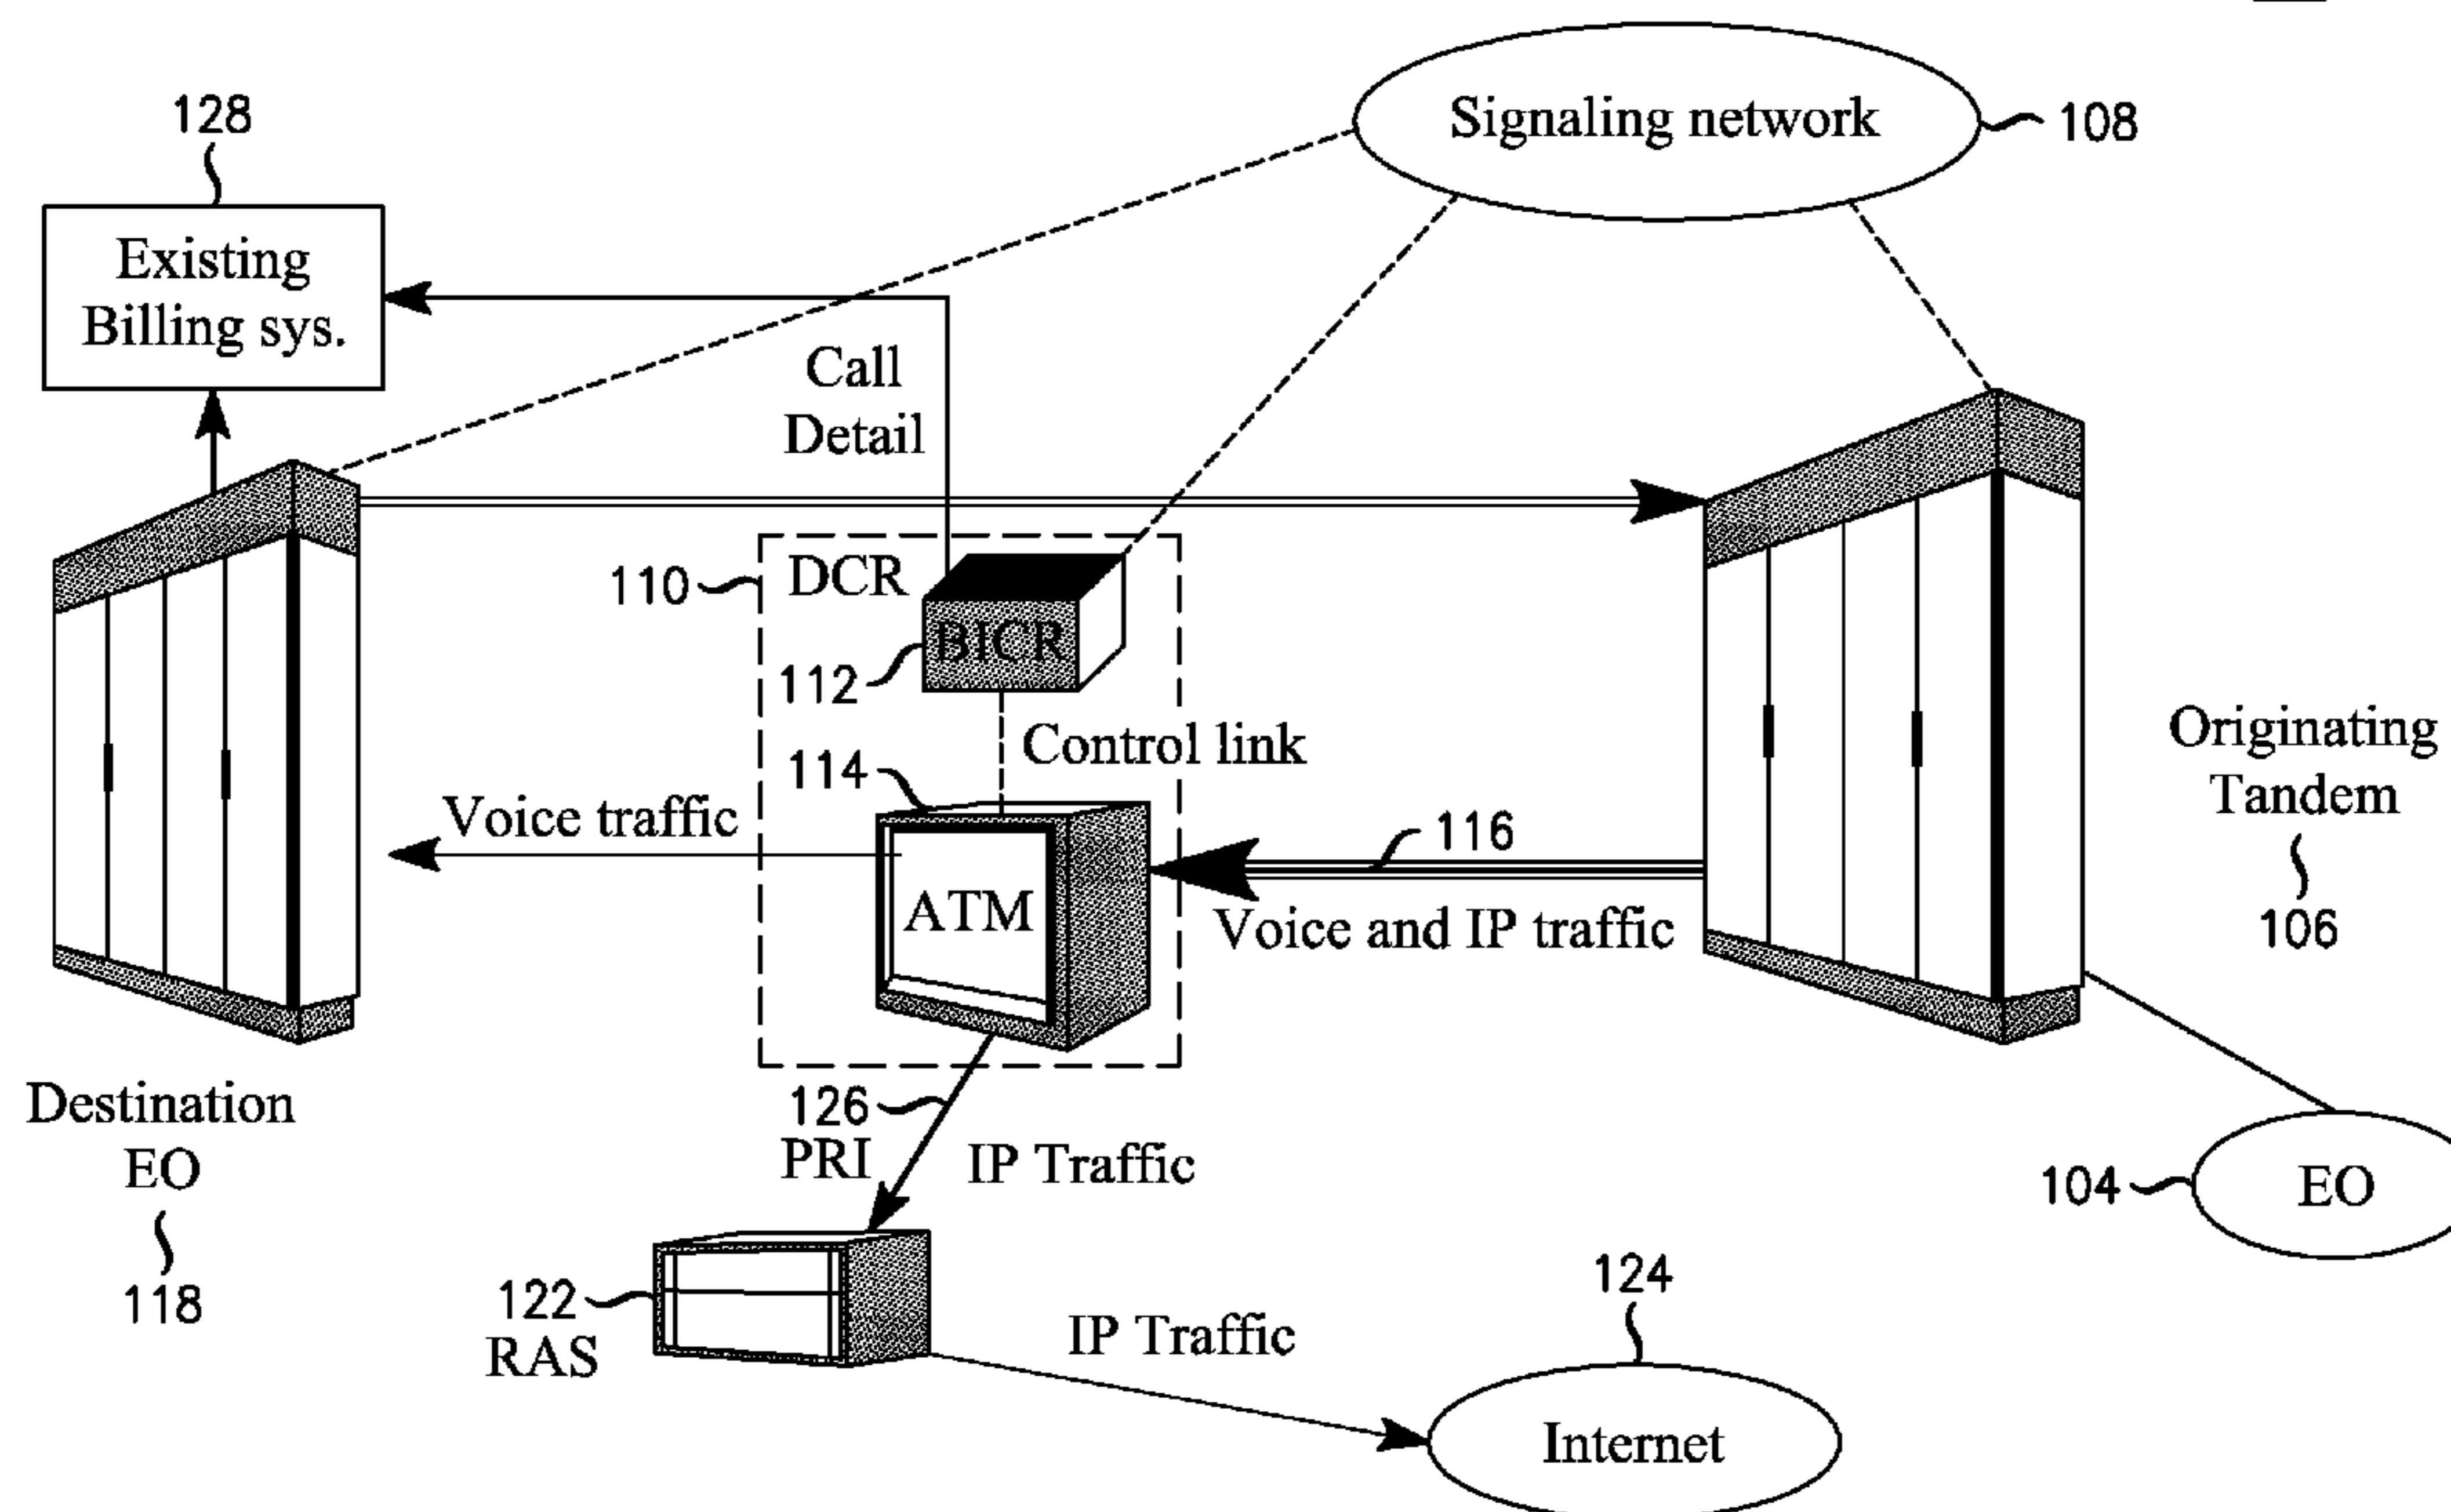 Signaling network
108
128
Existing
Billing sys.
Call
Detail
110
DCR
BICR
112
Control link
114
Voice traffic
116
ATM
Voice and IP traffic
Originating
Tandem
106
Destination
EO
118
126
PRI
IP Traffic
104
EO
122
RAS
IP Traffic
124
Internet